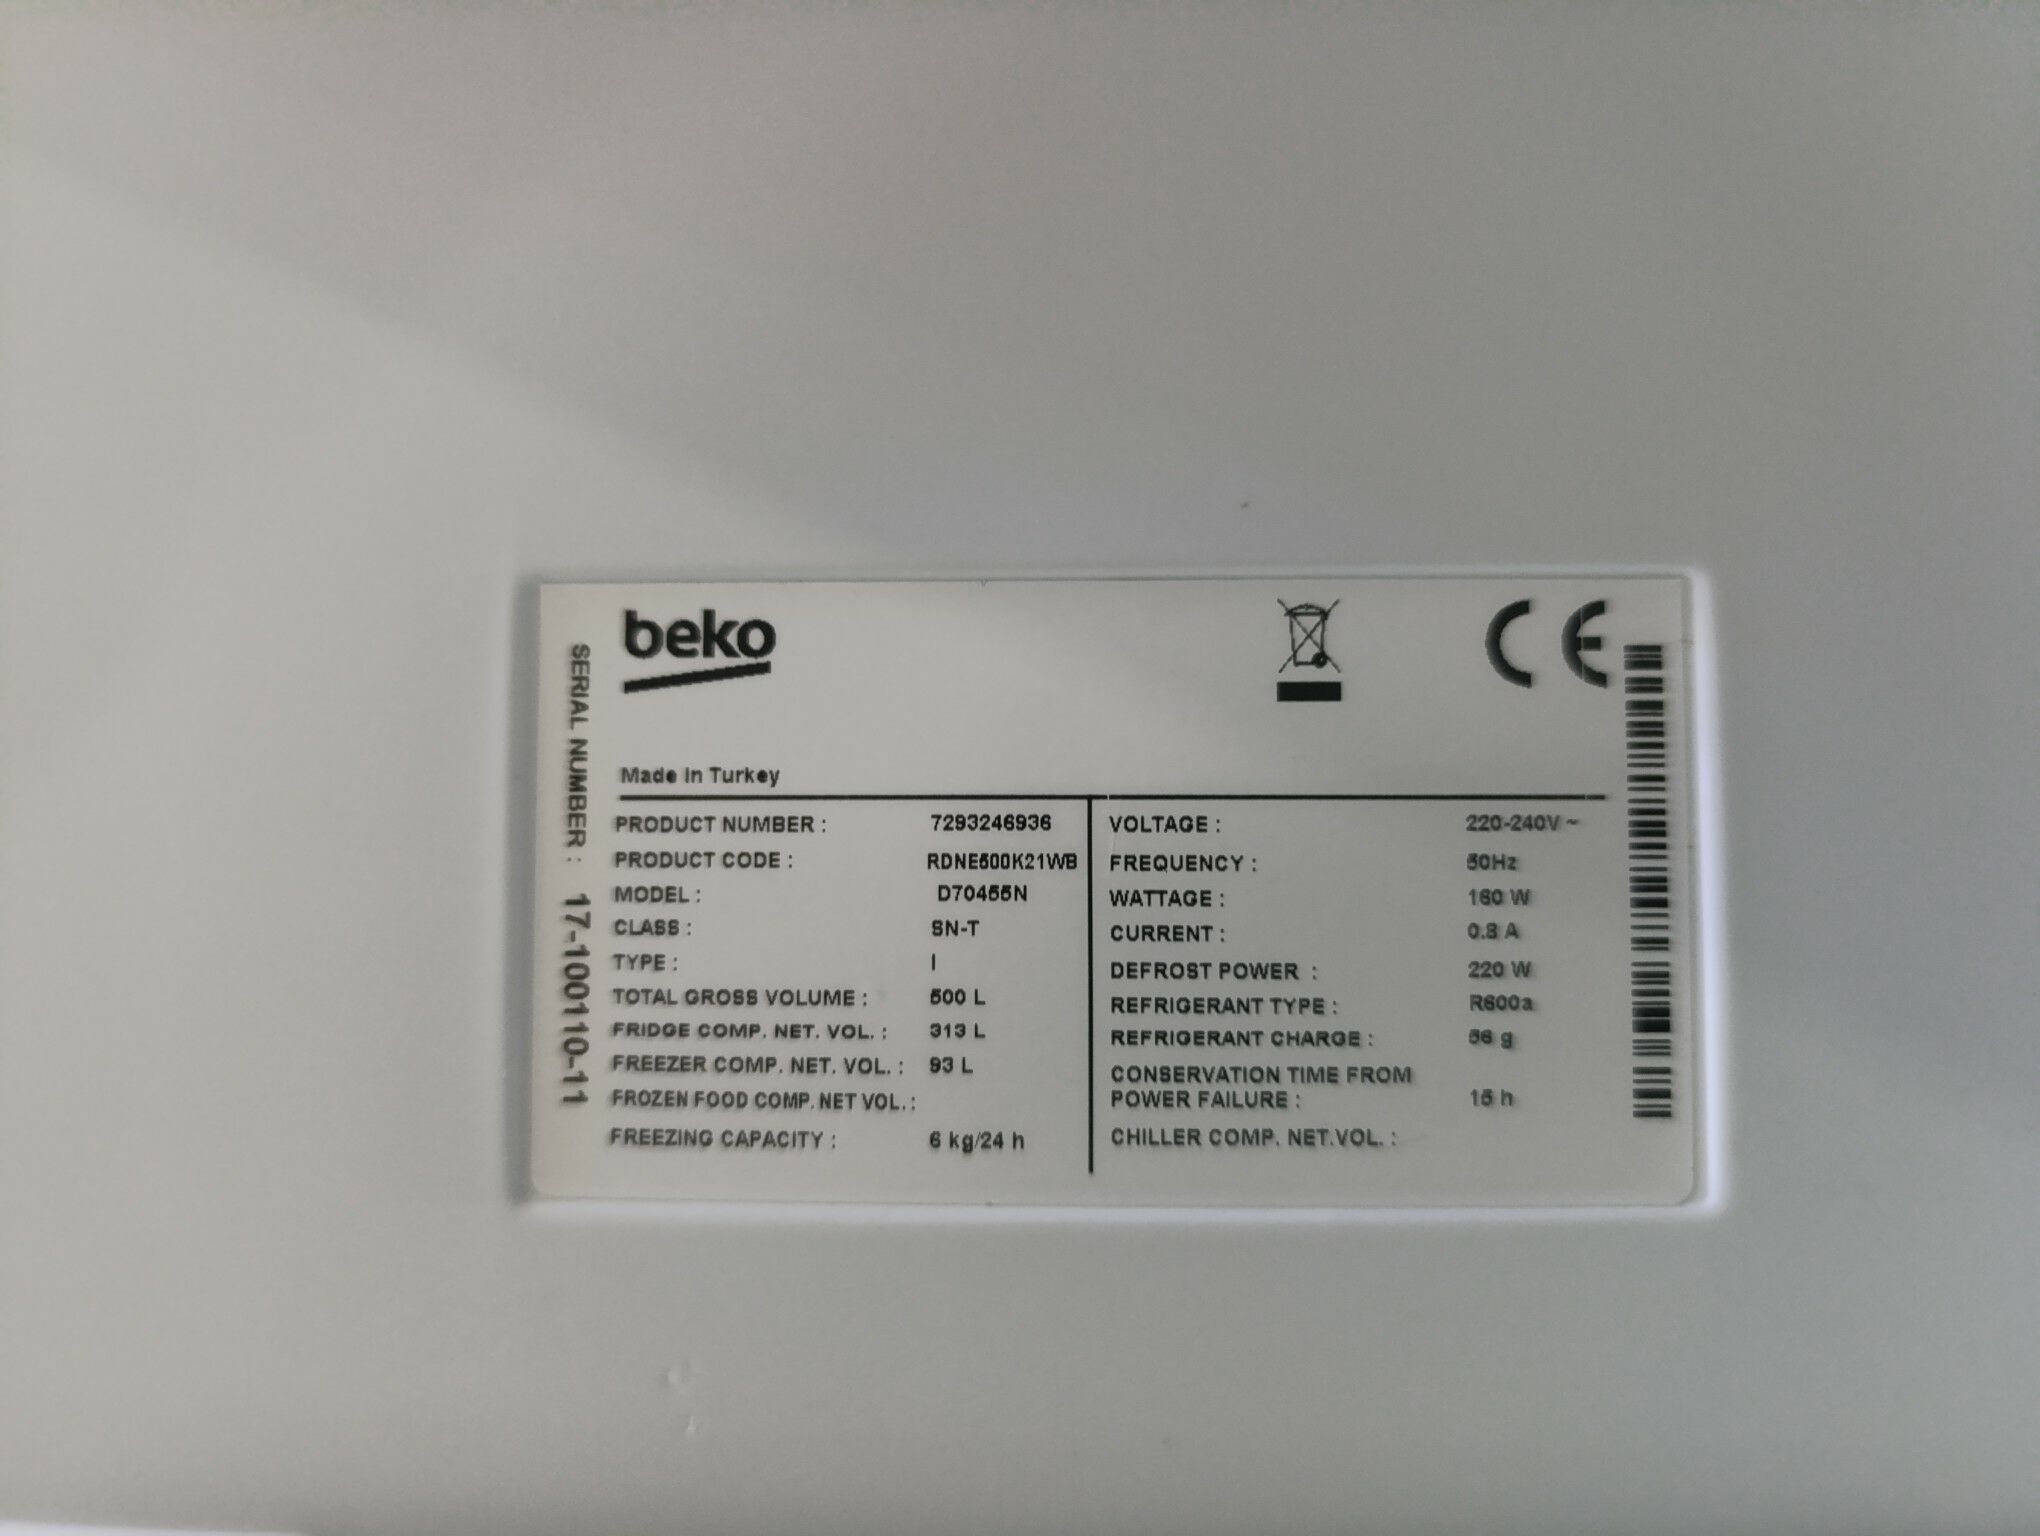 beko
CE
Made in Turkey
SERIAL NUMBER : 17-100110-11
PRODUCT NUMBER : 7293246936
PRODUCT CODE : RDNE500K21WB
MODEL : D70455N
CLASS : SN-T
TYPE : I
TOTAL GROSS VOLUME : 500 L
FRIDGE COMP. NET. VOL. : 313 L
FREEZER COMP. NET. VOL. : 93 L
FROZEN FOOD COMP. NET VOL. :
FREEZING CAPACITY : 6 kg/24 h
VOLTAGE : 220-240V ~
FREQUENCY : 50Hz
WATTAGE : 160 W
CURRENT : 0.8 A
DEFROST POWER : 220 W
REFRIGERANT TYPE : R600a
REFRIGERANT CHARGE : 56 g
CONSERVATION TIME FROM
POWER FAILURE : 15 h
CHILLER COMP. NET.VOL. :